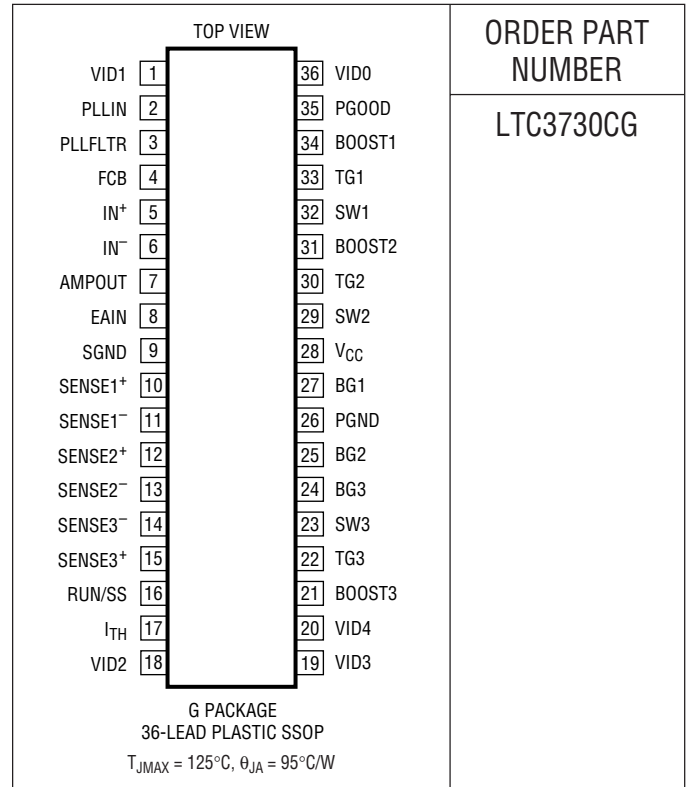 TOP VIEW
VID1 1
PLLIN 2
PLLFLTR 3
FCB 4
IN+ 5
IN− 6
AMPOUT 7
EAIN 8
SGND 9
SENSE1+ 10
SENSE1− 11
SENSE2+ 12
SENSE2− 13
SENSE3− 14
SENSE3+ 15
RUN/SS 16
ITH 17
VID2 18
36 VID0
35 PGOOD
34 BOOST1
33 TG1
32 SW1
31 BOOST2
30 TG2
29 SW2
28 VCC
27 BG1
26 PGND
25 BG2
24 BG3
23 SW3
22 TG3
21 BOOST3
20 VID4
19 VID3
G PACKAGE
36-LEAD PLASTIC SSOP
TJMAX = 125°C, θJA = 95°C/W
ORDER PART
NUMBER
LTC3730CG